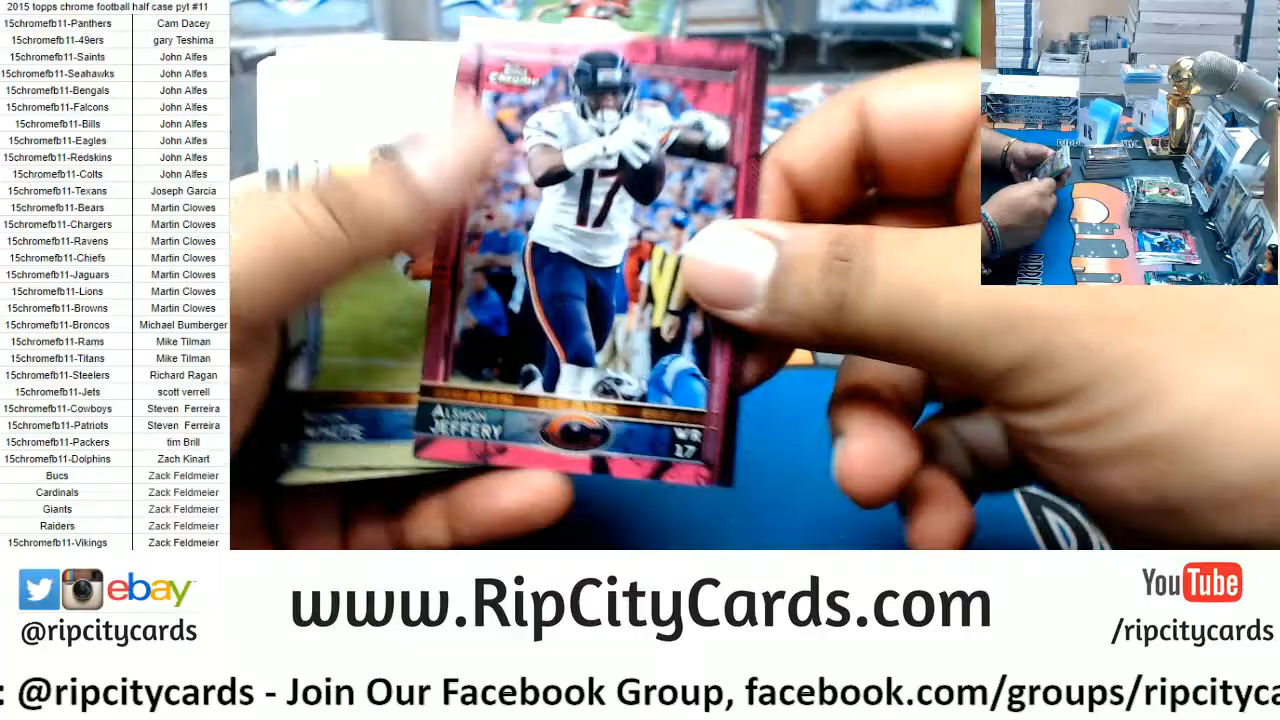 2015 topps chrome football half case pyt #11
15chromefb11-Panthers Cam Dacey
15chromefb11-49ers gary Teshima
15chromefb11-Saints John Alfes
15chromefb11-Seahawks John Alfes
15chromefb11-Bengals John Alfes
15chromefb11-Falcons John Alfes
15chromefb11-Bills John Alfes
15chromefb11-Eagles John Alfes
15chromefb11-Redskins John Alfes
15chromefb11-Colts John Alfes
15chromefb11-Texans Joseph Garcia
15chromefb11-Bears Martin Clowes
15chromefb11-Chargers Martin Clowes
15chromefb11-Ravens Martin Clowes
15chromefb11-Chiefs Martin Clowes
15chromefb11-Jaguars Martin Clowes
15chromefb11-Lions Martin Clowes
15chromefb11-Browns Martin Clowes
15chromefb11-Broncos Michael Bumberger
15chromefb11-Rams Mike Tilman
15chromefb11-Titans Mike Tilman
15chromefb11-Steelers Richard Ragan
15chromefb11-Jets scott verrell
15chromefb11-Cowboys Steven Ferreira
15chromefb11-Patriots Steven Ferreira
15chromefb11-Packers tim Brill
15chromefb11-Dolphins Zach Kinart
Bucs Zack Feldmeier
Cardinals Zack Feldmeier
Giants Zack Feldmeier
Raiders Zack Feldmeier
15chromefb11-Vikings Zack Feldmeier
Chrome
17
ALSHON
JEFFERY
WR
17
WHITE
ebay
@ripcitycards
www.RipCityCards.com
YouTube
/ripcitycards
: @ripcitycards - Join Our Facebook Group, facebook.com/groups/ripcityca